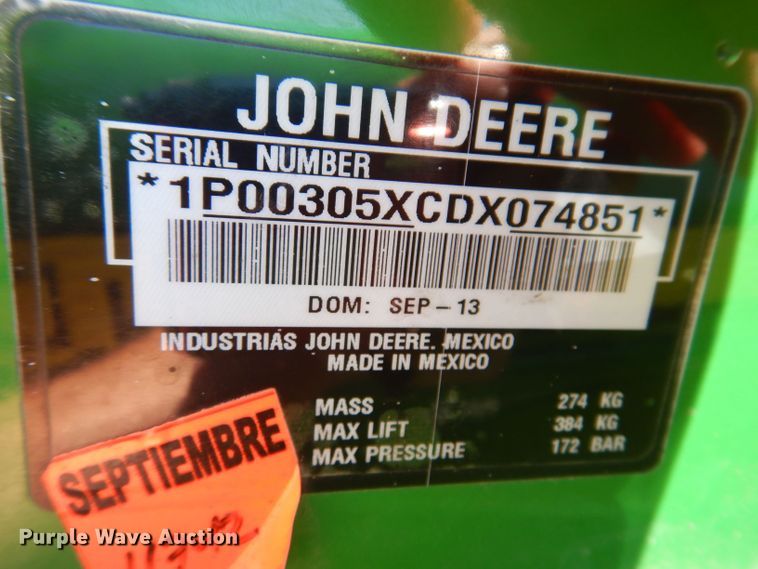 JOHN DEERE
SERIAL NUMBER
*1P00305XCDX074851*
DOM: SEP-13
INDUSTRIAS JOHN DEERE. MEXICO
MADE IN MEXICO
MASS 274 KG
MAX LIFT 384 KG
MAX PRESSURE 172 BAR
SEPTIEMBRE
Purple Wave Auction